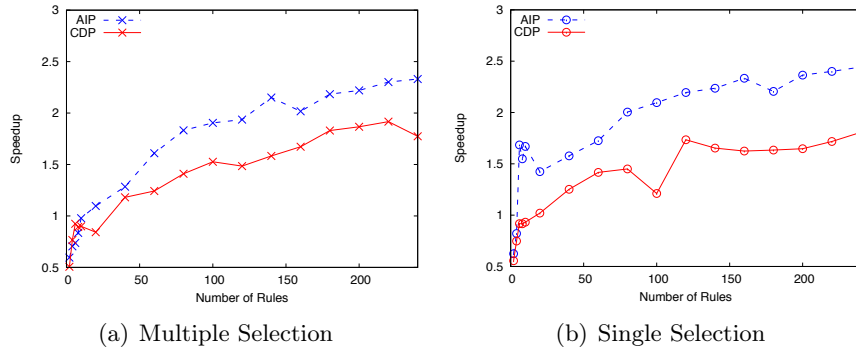 3
AIP
CDP
2.5
2
Speedup
1.5
1
0.5
0
50
100
150
200
Number of Rules
(a) Multiple Selection
3
AIP
CDP
2.5
2
Speedup
1.5
1
0.5
0
50
100
150
200
Number of Rules
(b) Single Selection